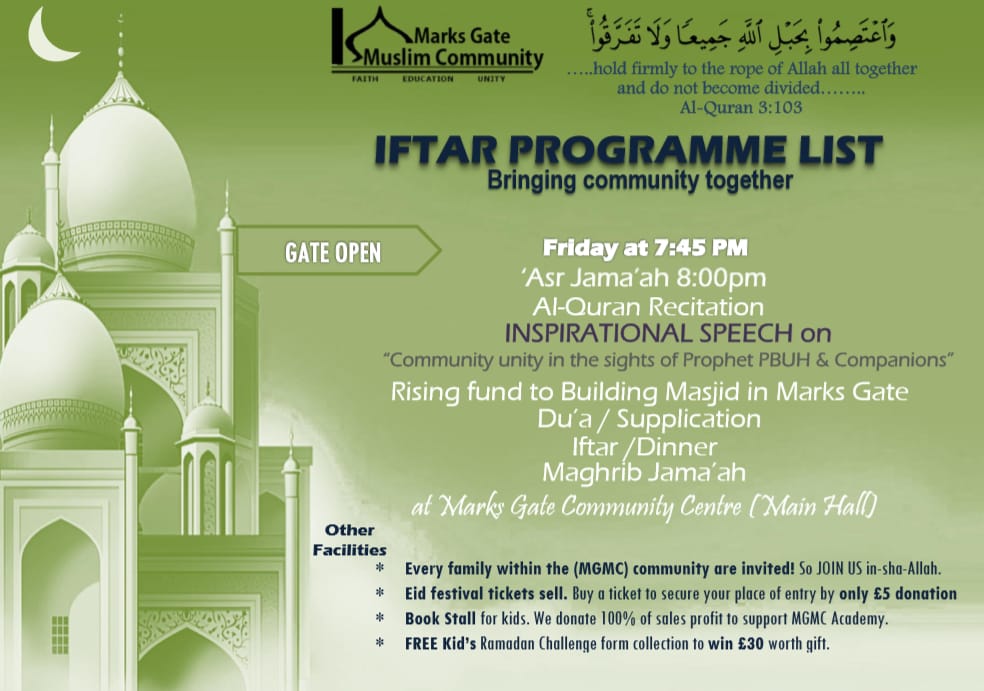 Marks Gate
Muslim Community
FAITH EDUCATION UNITY
وَٱعْتَصِمُوا۟ بِحَبْلِ ٱللَّهِ جَمِيعًا وَلَا تَفَرَّقُوا۟ۚ
.....hold firmly to the rope of Allah all together
and do not become divided........
Al-Quran 3:103
IFTAR PROGRAMME LIST
Bringing community together
GATE OPEN
Friday at 7:45 PM
‘Asr Jama’ah 8:00pm
Al-Quran Recitation
INSPIRATIONAL SPEECH on
“Community unity in the sights of Prophet PBUH & Companions”
Rising fund to Building Masjid in Marks Gate
Du’a / Supplication
Iftar /Dinner
Maghrib Jama’ah
at Marks Gate Community Centre (Main Hall)
Other
Facilities
* Every family within the (MGMC) community are invited! So JOIN US in-sha-Allah.
* Eid festival tickets sell. Buy a ticket to secure your place of entry by only £5 donation
* Book Stall for kids. We donate 100% of sales profit to support MGMC Academy.
* FREE Kid’s Ramadan Challenge form collection to win £30 worth gift.